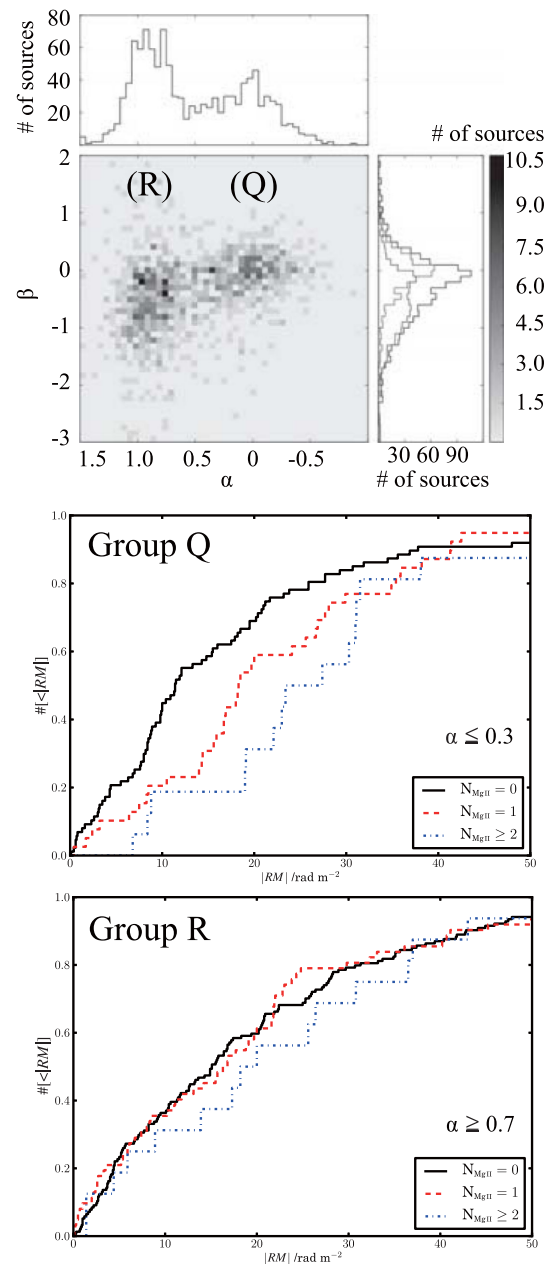 80
60
40
20
# of sources
# of sources
2
1
0
-1
-2
-3
β
(R)
(Q)
10.5
9.0
7.5
6.0
4.5
3.0
1.5
1.5 1.0 0.5 0 -0.5
α
30 60 90
# of sources
1.0
0.8
0.6
0.4
0.2
0.0
#[<|RM|]
Group Q
α ≦ 0.3
N_MgII = 0
N_MgII = 1
N_MgII ≥ 2
0 10 20 30 40 50
|RM| /rad m⁻²
1.0
0.8
0.6
0.4
0.2
0.0
#[<|RM|]
Group R
α ≧ 0.7
N_MgII = 0
N_MgII = 1
N_MgII ≥ 2
0 10 20 30 40 50
|RM| /rad m⁻²